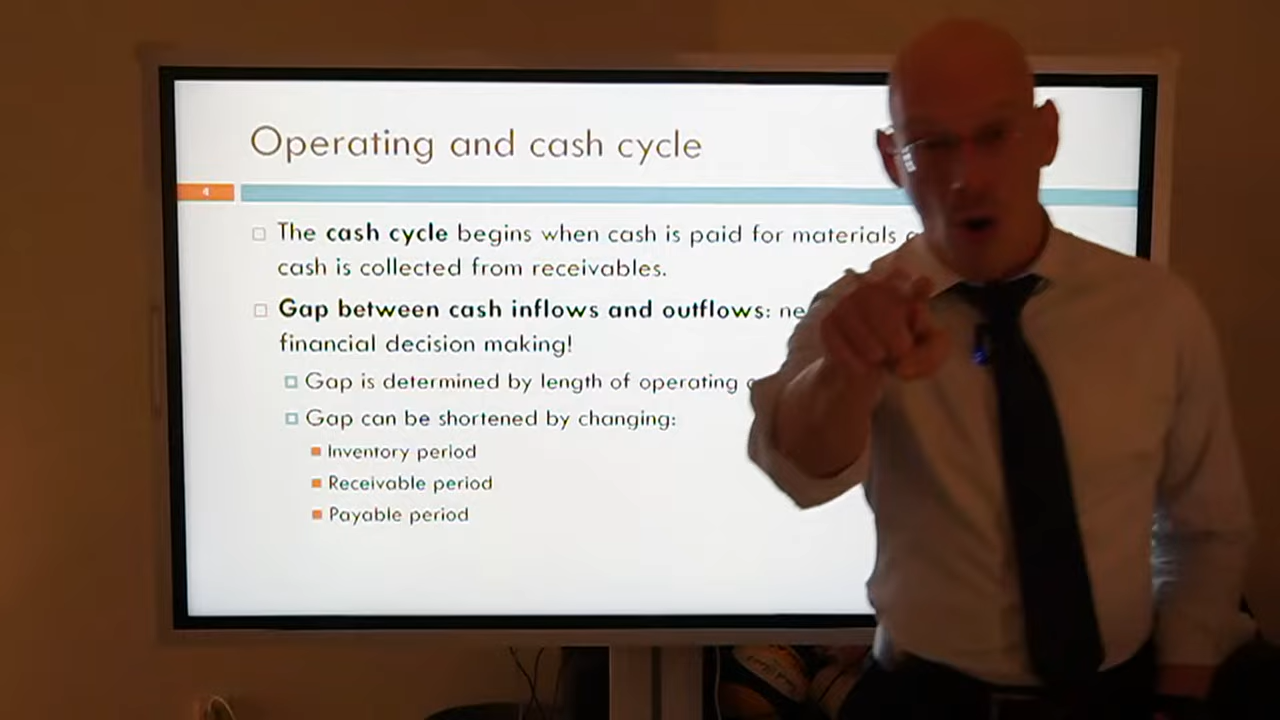 Operating and cash cycle
4
The cash cycle begins when cash is paid for materials
cash is collected from receivables.
Gap between cash inflows and outflows:
financial decision making!
Gap is determined by length of operating
Gap can be shortened by changing:
Inventory period
Receivable period
Payable period